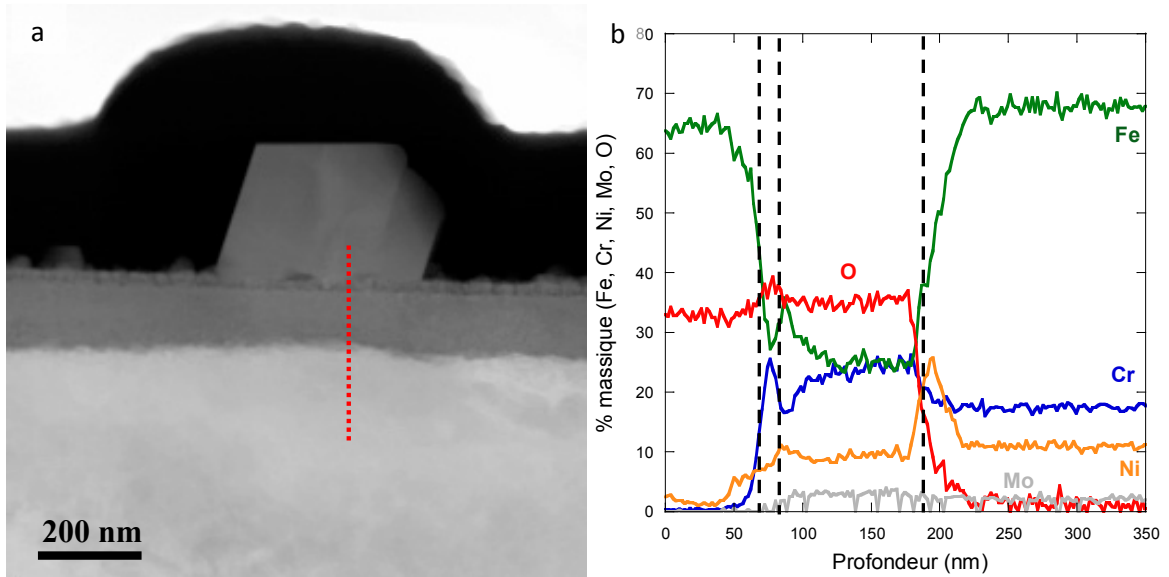 a
200 nm
b
% massique (Fe, Cr, Ni, Mo, O)
80
70
60
50
40
30
20
10
0
Fe
O
Cr
Ni
Mo
0 50 100 150 200 250 300 350
Profondeur (nm)